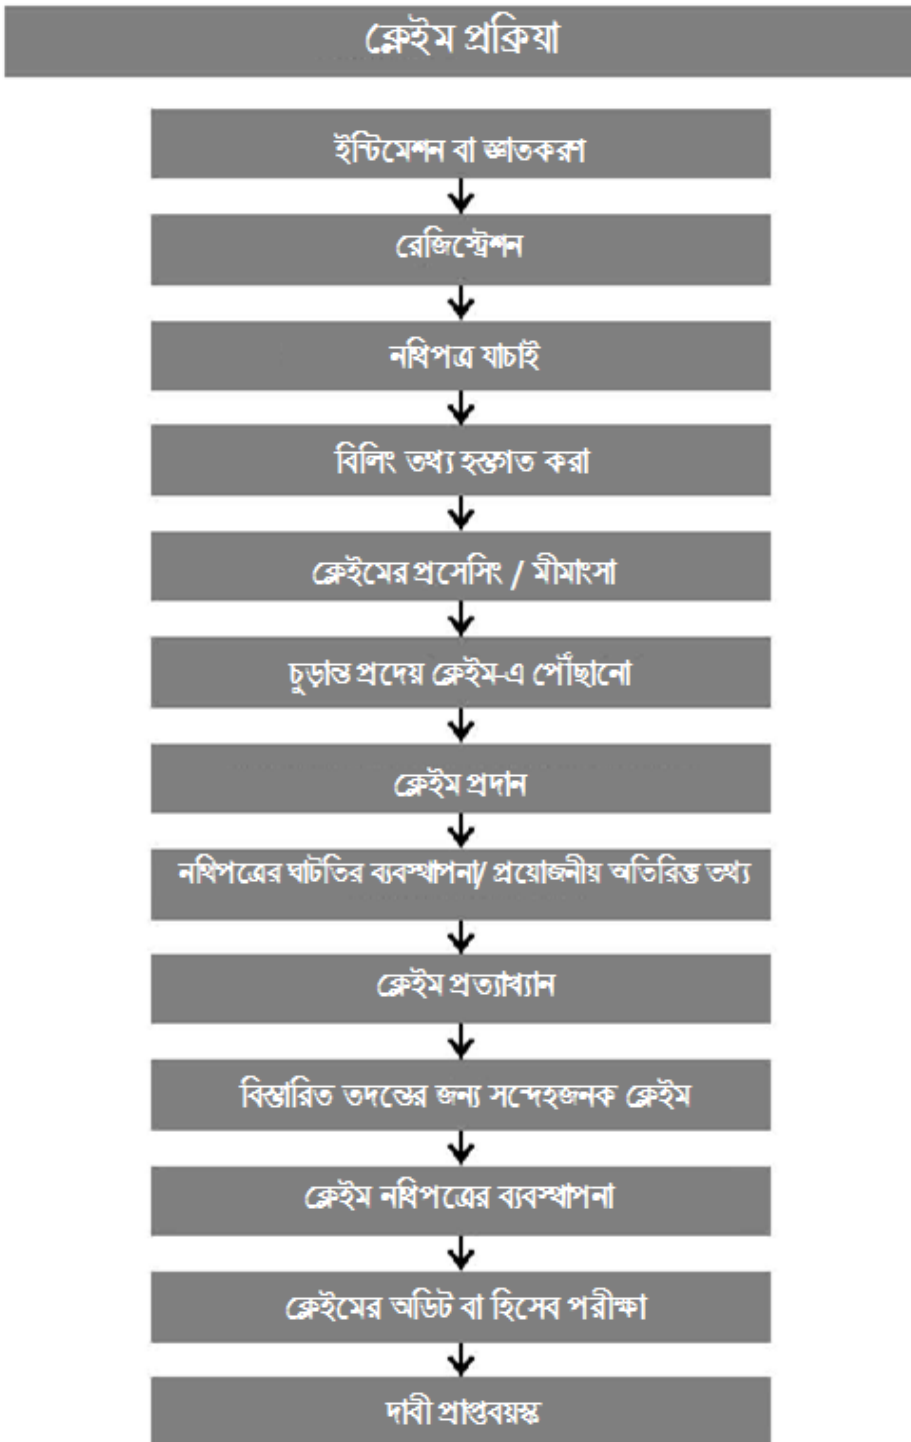 ক্লেইম প্রক্রিয়া
ইন্টিমেশন বা জ্ঞাতকরণ
রেজিস্ট্রেশন
নথিপত্র যাচাই
বিলিং তথ্য হস্তগত করা
ক্লেইমের প্রসেসিং / মীমাংসা
চুড়ান্ত প্রদেয় ক্লেইম-এ পৌঁছানো
ক্লেইম প্রদান
নথিপত্রের ঘাটতির ব্যবস্থাপনা/ প্রয়োজনীয় অতিরিক্ত তথ্য
ক্লেইম প্রত্যাখ্যান
বিস্তারিত তদন্তের জন্য সন্দেহজনক ক্লেইম
ক্লেইম নথিপত্রের ব্যবস্থাপনা
ক্লেইমের অডিট বা হিসেব পরীক্ষা
দাবী প্রাপ্তবয়স্ক